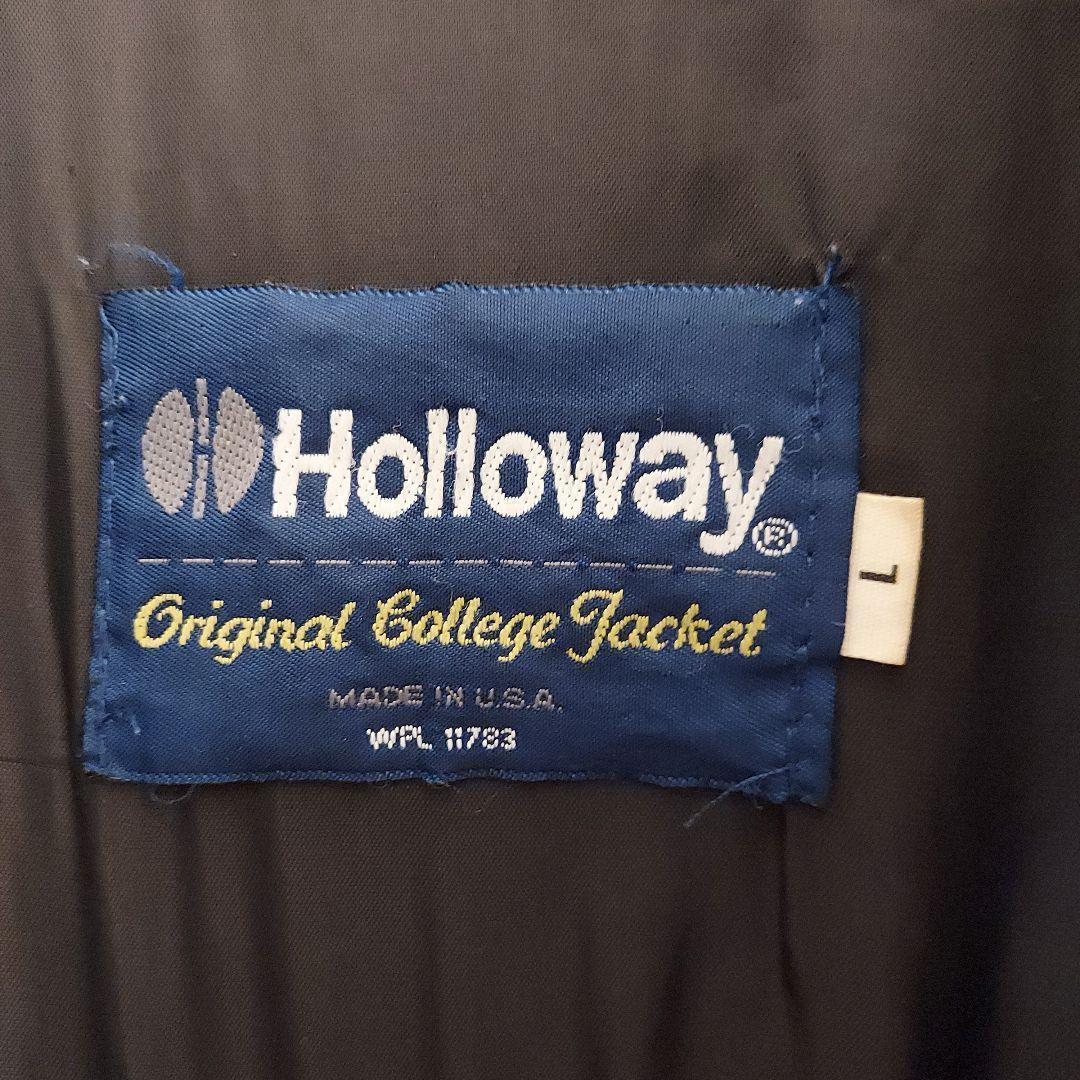 Holloway®
Original College Jacket
MADE IN U.S.A.
WPL 11783
L